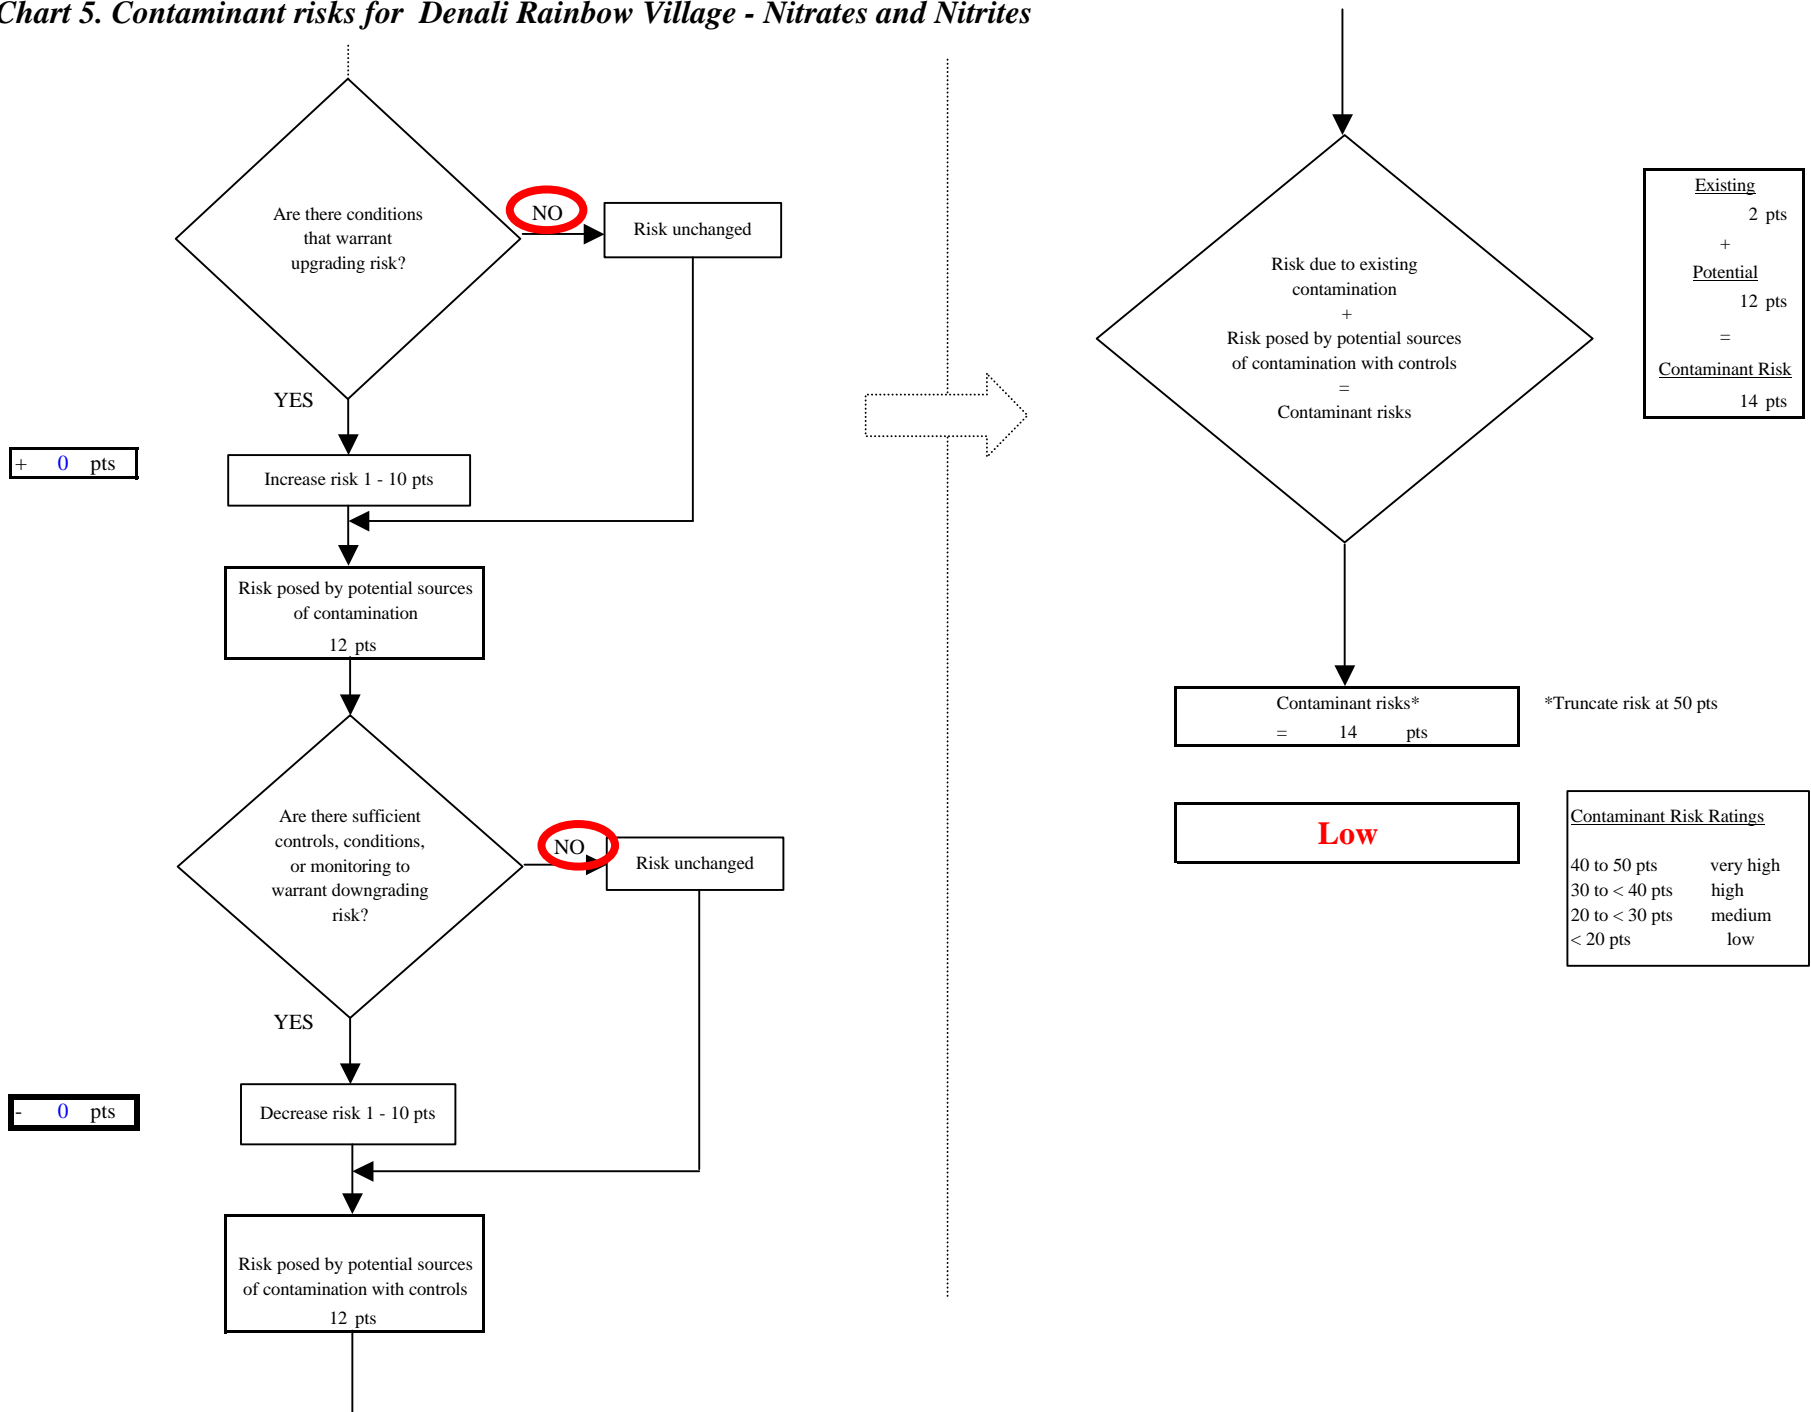 Chart 5. Contaminant risks for Denali Rainbow Village - Nitrates and Nitrites
Are there conditions
that warrant
upgrading risk?
NO
Risk unchanged
YES
+ 0 pts
Increase risk 1 - 10 pts
Risk posed by potential sources
of contamination
12 pts
Are there sufficient
controls, conditions,
or monitoring to
warrant downgrading
risk?
NO
Risk unchanged
YES
- 0 pts
Decrease risk 1 - 10 pts
Risk posed by potential sources
of contamination with controls
12 pts
Risk due to existing
contamination
+
Risk posed by potential sources
of contamination with controls
=
Contaminant risks
Existing
2 pts
+
Potential
12 pts
=
Contaminant Risk
14 pts
Contaminant risks*
= 14 pts
*Truncate risk at 50 pts
Low
Contaminant Risk Ratings
40 to 50 pts very high
30 to < 40 pts high
20 to < 30 pts medium
< 20 pts low